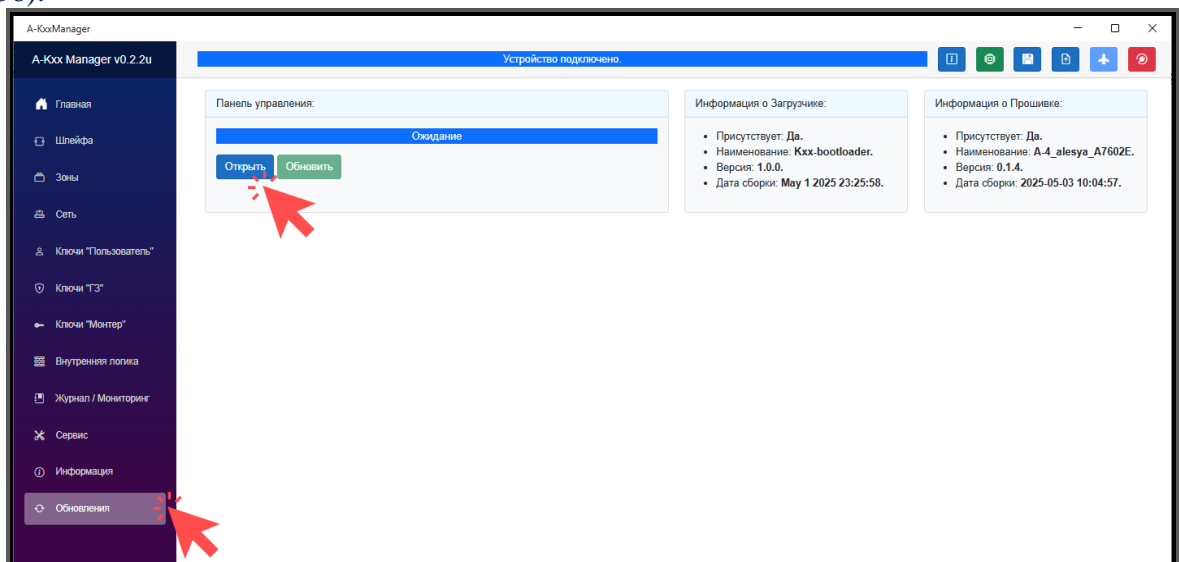 A-KxxManager
A-Kxx Manager v0.2.2u
Устройство подключено.
Главная
Шлейфа
Зоны
Сеть
Ключи "Пользователь"
Ключи "ГЗ"
Ключи "Монтер"
Внутренняя логика
Журнал / Мониторинг
Сервис
Информация
Обновления
Панель управления:
Ожидание
Открыть
Обновить
Информация о Загрузчике:
• Присутствует: Да.
• Наименование: Kxx-bootloader.
• Версия: 1.0.0.
• Дата сборки: May 1 2025 23:25:58.
Информация о Прошивке:
• Присутствует: Да.
• Наименование: A-4_alesya_A7602E.
• Версия: 0.1.4.
• Дата сборки: 2025-05-03 10:04:57.